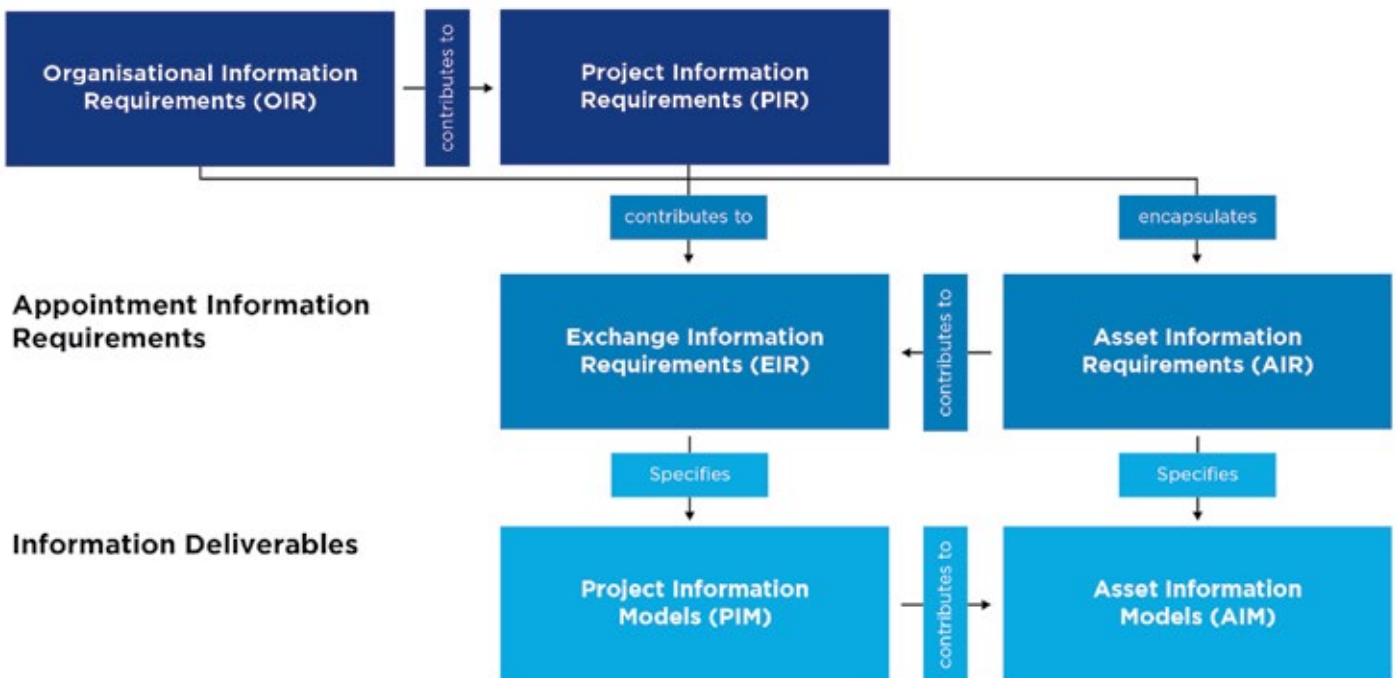 Organisational Information
Requirements (OIR)
contributes to
Project Information
Requirements (PIR)
contributes to
encapsulates
Appointment Information
Requirements
Exchange Information
Requirements (EIR)
contributes to
Asset Information
Requirements (AIR)
Specifies
Specifies
Information Deliverables
Project Information
Models (PIM)
contributes to
Asset Information
Models (AIM)